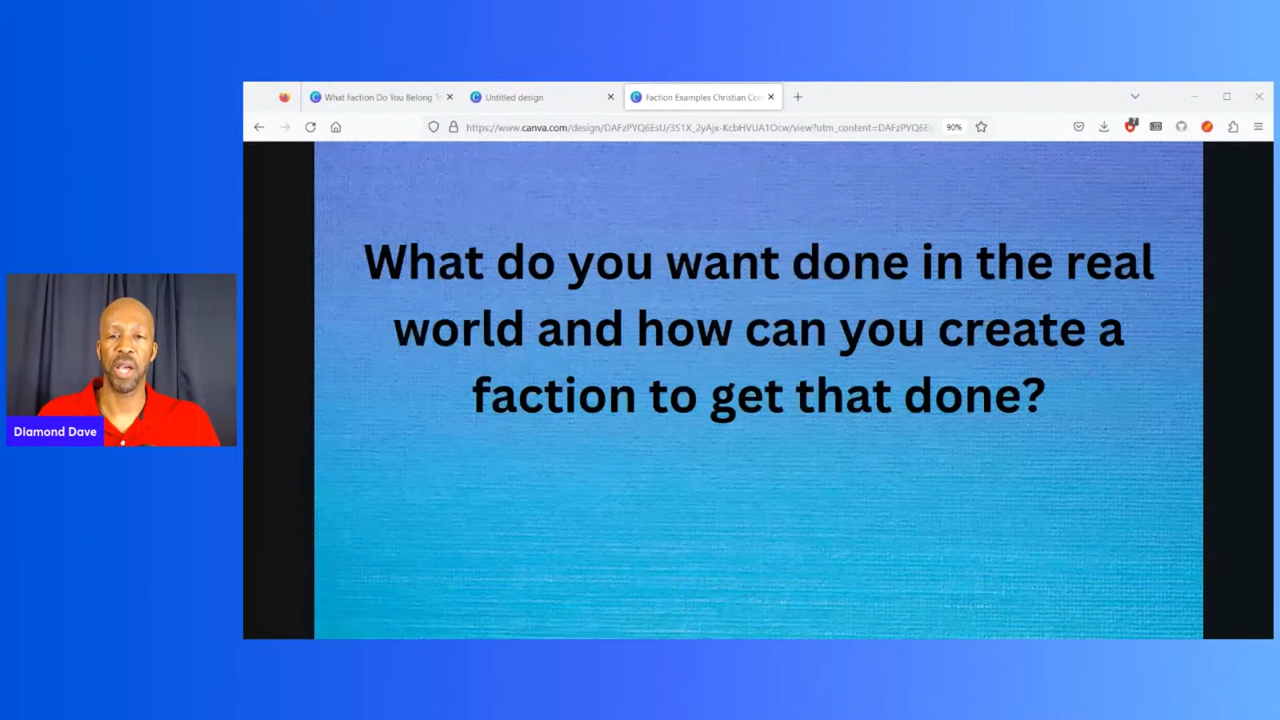 What Faction Do You Belong To
Untitled design
Faction Examples Christian Con
https://www.canva.com/design/DAFzPYQ6EsU/3S1X_2yAjx-KcbHVUA1Ocw/view?utm_content=DAFzPYQ6E
90%
What do you want done in the real
world and how can you create a
faction to get that done?
Diamond Dave